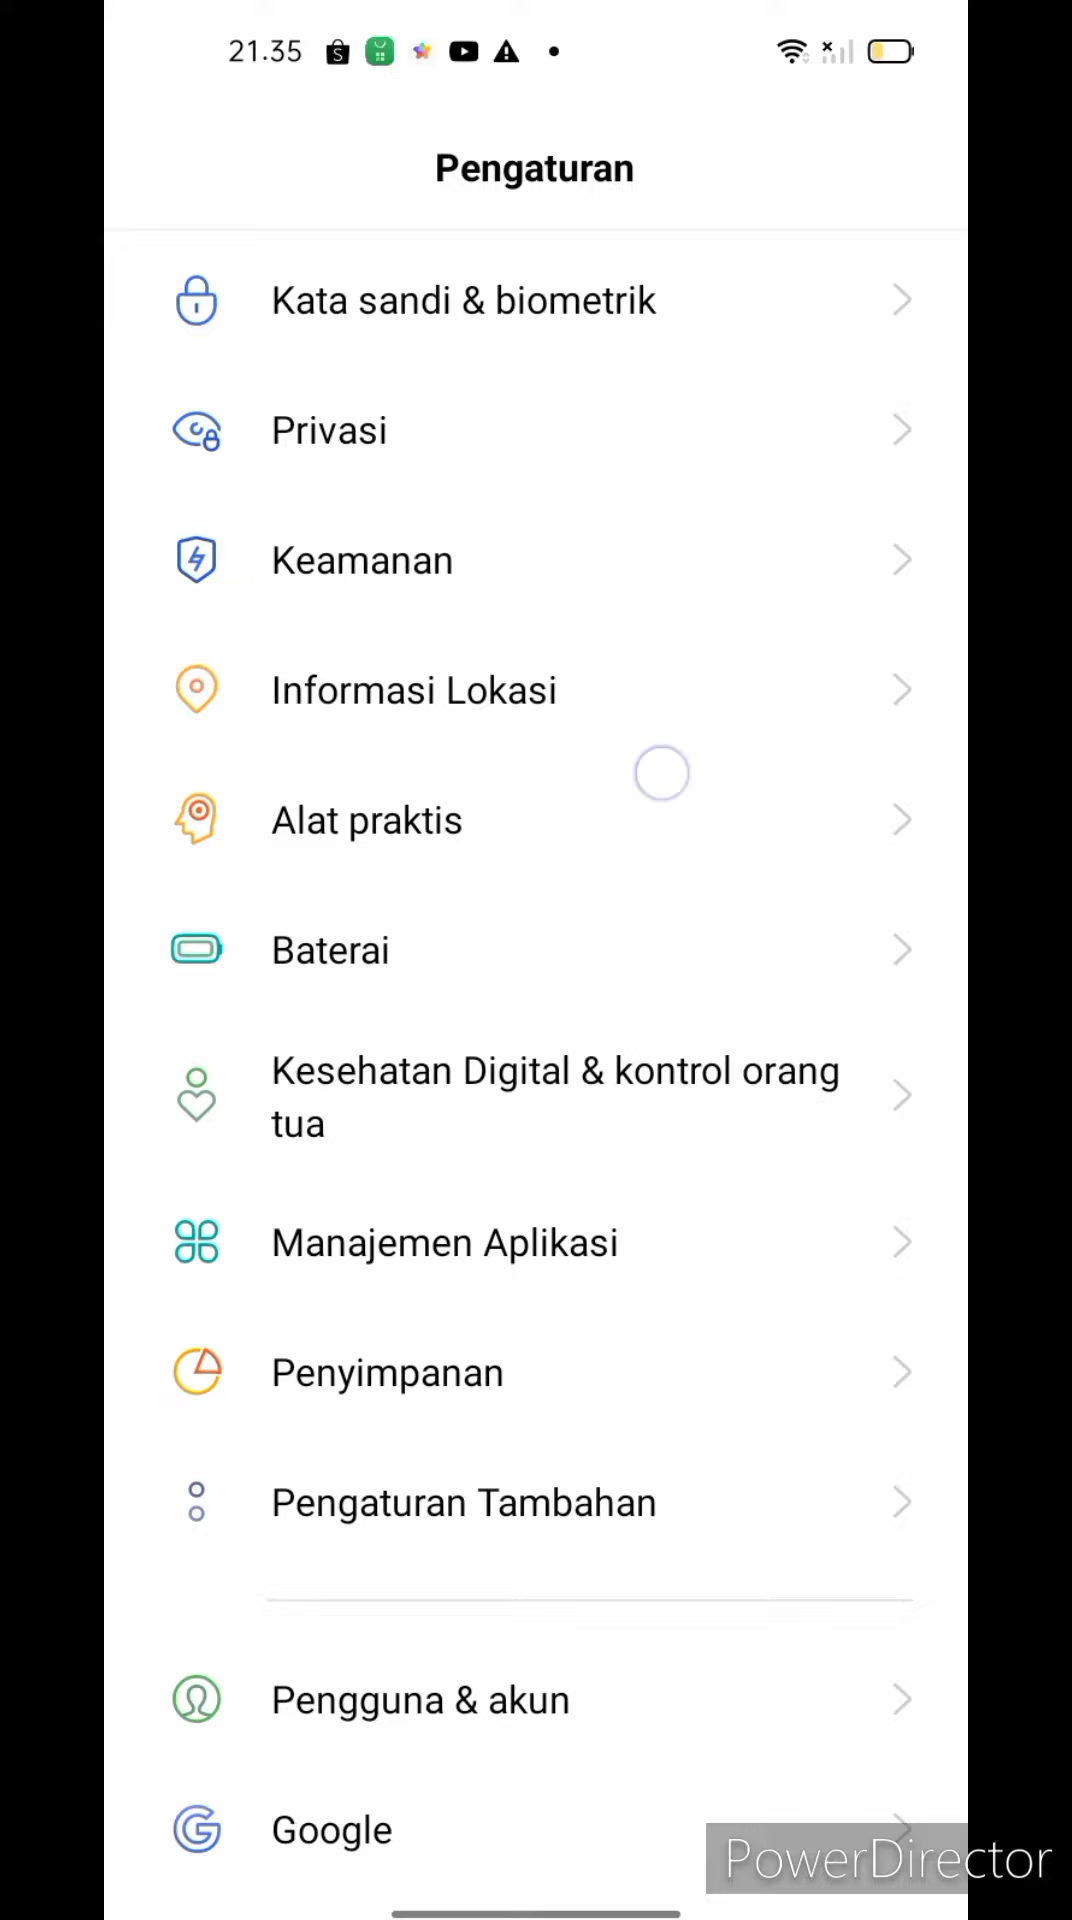 21.35
Pengaturan
Kata sandi & biometrik
Privasi
Keamanan
Informasi Lokasi
Alat praktis
Baterai
Kesehatan Digital & kontrol orang
tua
Manajemen Aplikasi
Penyimpanan
Pengaturan Tambahan
Pengguna & akun
Google
PowerDirector